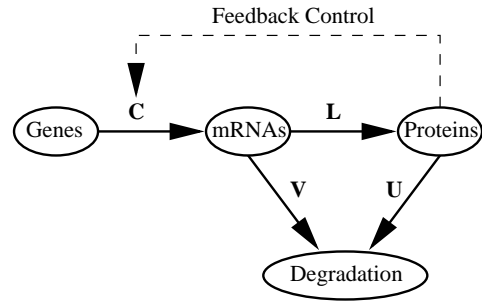 Feedback Control
C
L
Genes
mRNAs
Proteins
V
U
Degradation